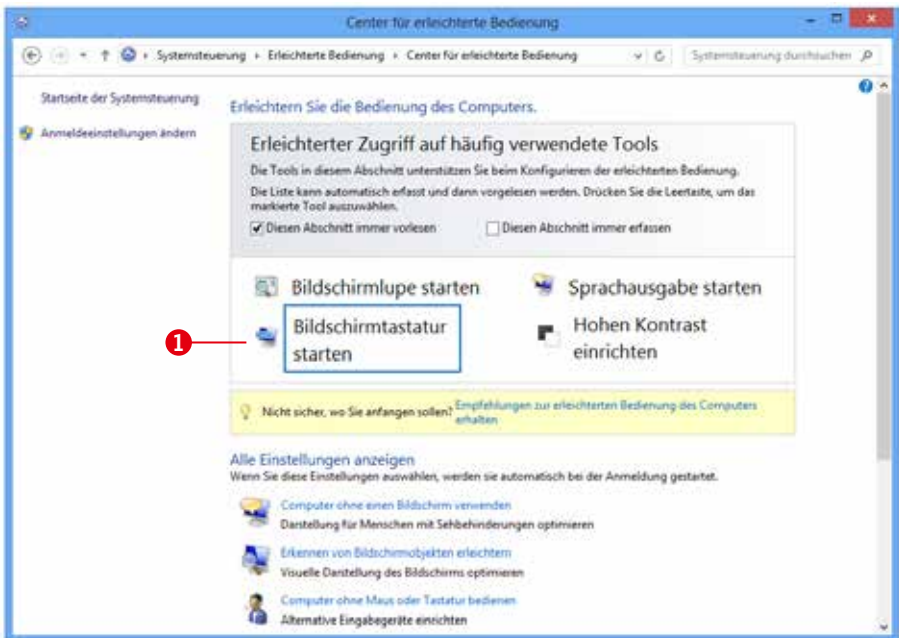 Center für erleichterte Bedienung
Systemsteuerung Erleichterte Bedienung Center für erleichterte Bedienung
Systemsteuerung durchsuchen
Startseite der Systemsteuerung
Anmeldeeinstellungen ändern
Erleichtern Sie die Bedienung des Computers.
Erleichterter Zugriff auf häufig verwendete Tools
Die Tools in diesem Abschnitt unterstützen Sie beim Konfigurieren der erleichterten Bedienung.
Die Liste kann automatisch erfasst und dann vorgelesen werden. Drücken Sie die Leertaste, um das
markierte Tool auszuwählen.
Diesen Abschnitt immer vorlesen
Diesen Abschnitt immer erfassen
Bildschirmlupe starten
Sprachausgabe starten
1
Bildschirmtastatur
starten
Hohen Kontrast
einrichten
Nicht sicher, wo Sie anfangen sollen? Empfehlungen zur erleichterten Bedienung des Computers
erhalten
Alle Einstellungen anzeigen
Wenn Sie diese Einstellungen auswählen, werden sie automatisch bei der Anmeldung gestartet.
Computer ohne einen Bildschirm verwenden
Darstellung für Menschen mit Sehbehinderungen optimieren
Erkennen von Bildschirmobjekten erleichtern
Visuelle Darstellung des Bildschirms optimieren
Computer ohne Maus oder Tastatur bedienen
Alternative Eingabegeräte einrichten